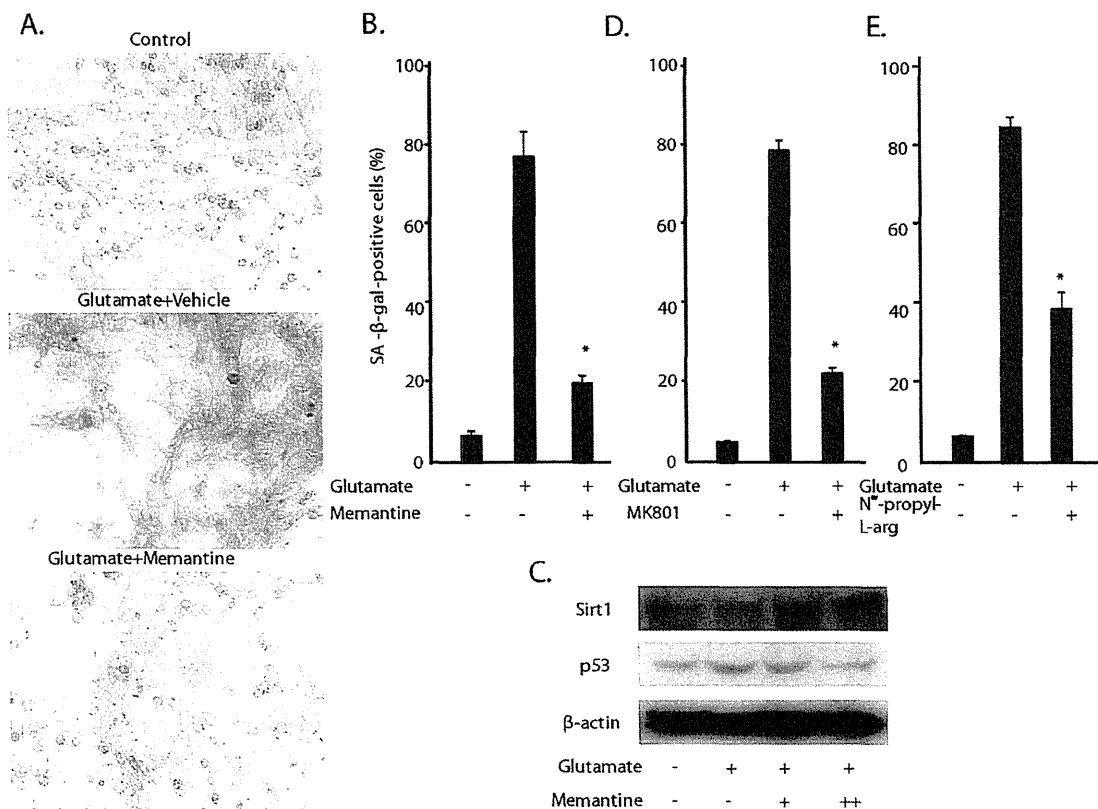 A.
Control
Glutamate+Vehicle
Glutamate+Memantine
B.
SA -β-gal-positive cells (%)
100
80
60
40
20
0
*
Glutamate - + +
Memantine - - +
D.
100
80
60
40
20
0
*
Glutamate - + +
MK801 - - +
E.
100
80
60
40
20
0
*
Glutamate - + +
N -propyl-
L-arg - - +
C.
Sirt1
p53
β-actin
Glutamate - + + +
Memantine - - + ++